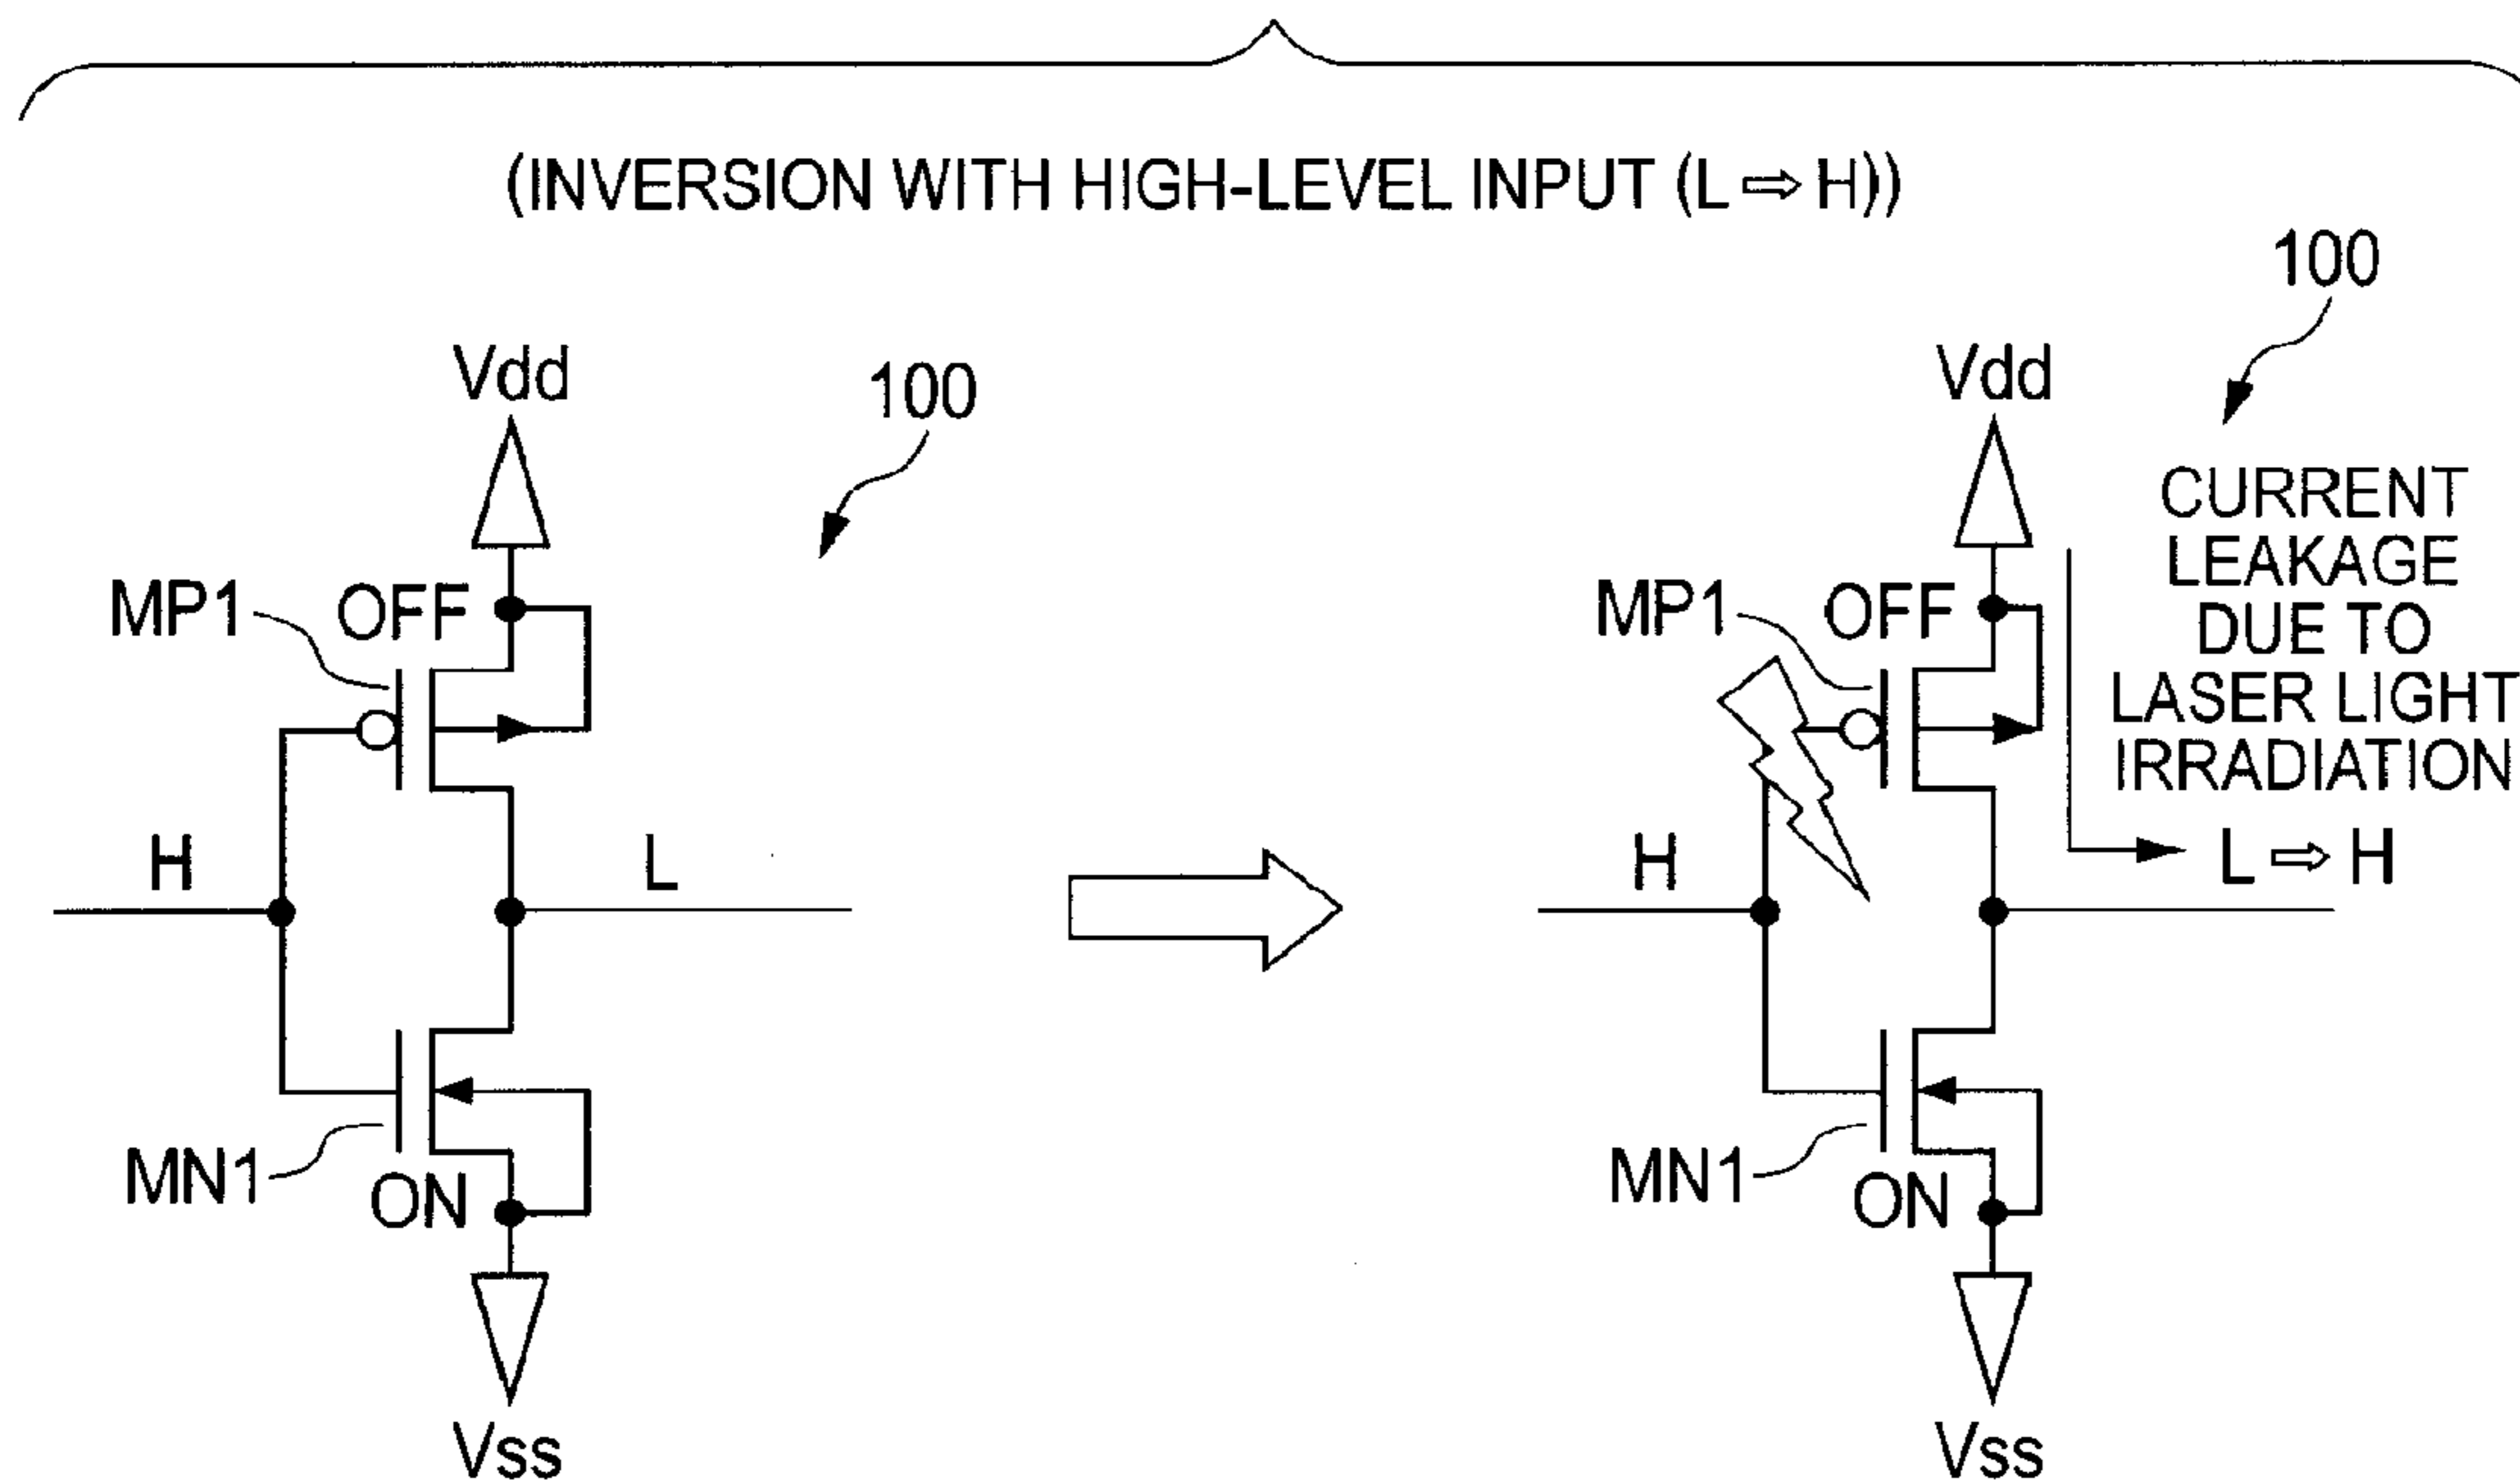 (INVERSION WITH HIGH-LEVEL INPUT (L ⇨ H))
Vdd
100
MP1
OFF
H
L
MN1
ON
Vss
100
Vdd
CURRENT
LEAKAGE
DUE TO
LASER LIGHT
IRRADIATION
MP1
OFF
H
L ⇨ H
MN1
ON
Vss